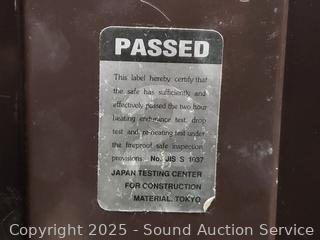 PASSED
This label hereby certify that
the safe has sufficiently and
effectively passed the two hour
heating endurance test, drop
test and re-heating test under
the fireproof safe inspection
provisions. No. JIS S 1037
JAPAN TESTING CENTER
FOR CONSTRUCTION
MATERIAL. TOKYO
Copyright 2025 - Sound Auction Service